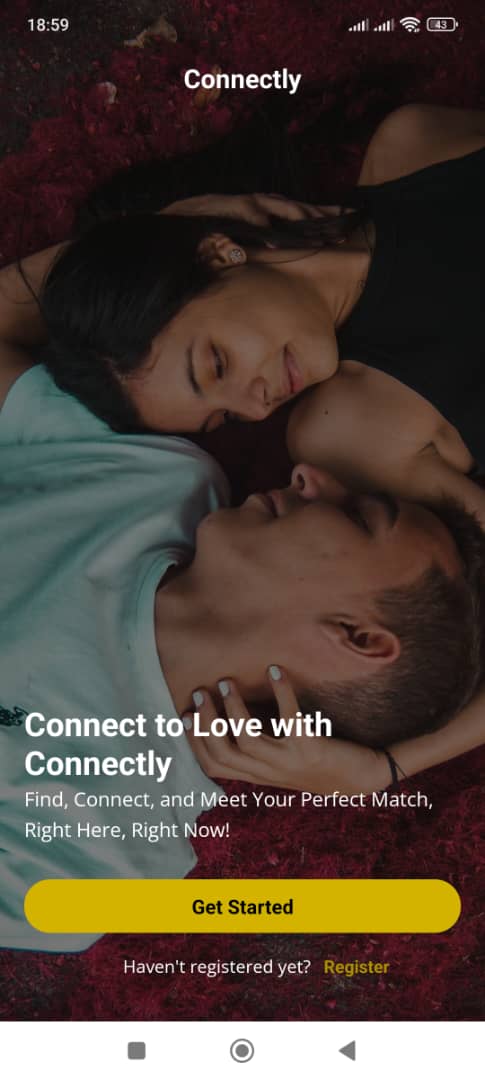 18:59
43
Connectly
Connect to Love with
Connectly
Find, Connect, and Meet Your Perfect Match,
Right Here, Right Now!
Get Started
Haven't registered yet? Register